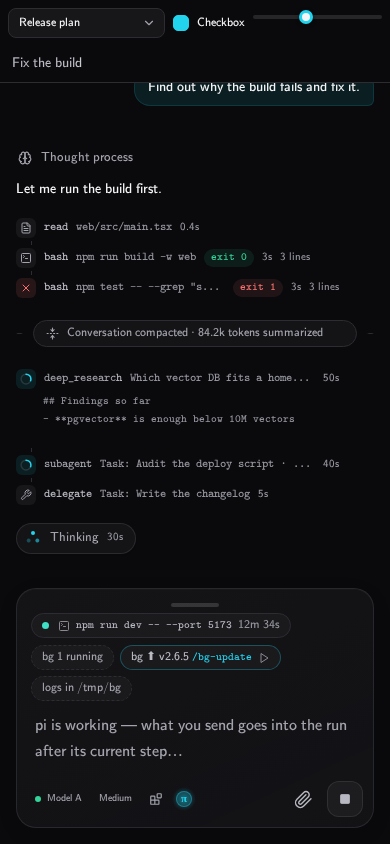 Release plan
Checkbox
Fix the build
Find out why the build fails and fix it.
Thought process
Let me run the build first.
read web/src/main.tsx 0.4s
bash npm run build -w web exit 0 3s 3 lines
bash npm test -- --grep "s... exit 1 3s 3 lines
Conversation compacted · 84.2k tokens summarized
deep_research Which vector DB fits a home... 50s
## Findings so far
- **pgvector** is enough below 10M vectors
subagent Task: Audit the deploy script · ... 40s
delegate Task: Write the changelog 5s
Thinking 30s
npm run dev -- --port 5173 12m 34s
bg 1 running
bg ⬆ v2.6.5 /bg-update
logs in /tmp/bg
pi is working — what you send goes into the run
after its current step…
Model A Medium π